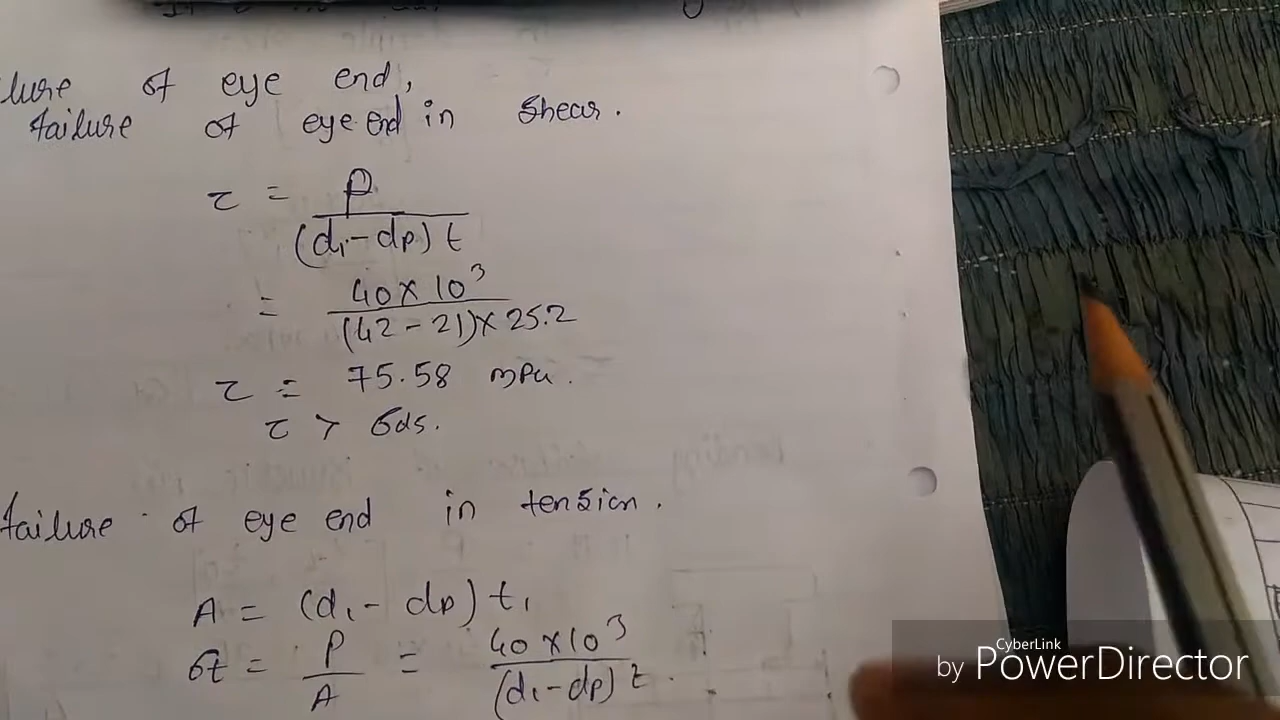 lure of eye end,
failure of eye end in shear.
τ = P
(d₁ - dp) t
= 40 × 10³
(42 - 21) × 25.2
τ = 75.58 mPa.
τ > σds.
failure of eye end in tension.
A = (d₁ - dp) t₁
σt = P / A = 40 × 10³ / (d₁ - dp) t.
CyberLink
by PowerDirector